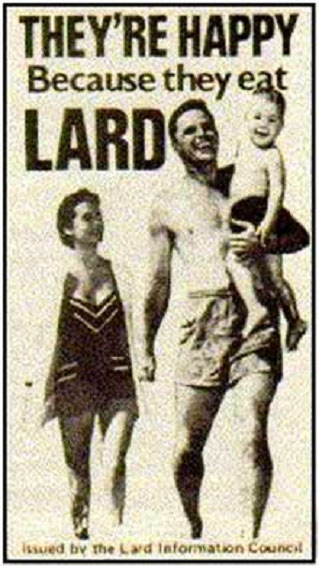 THEY'RE HAPPY
Because they eat
LARD
Issued by the Lard Information Council